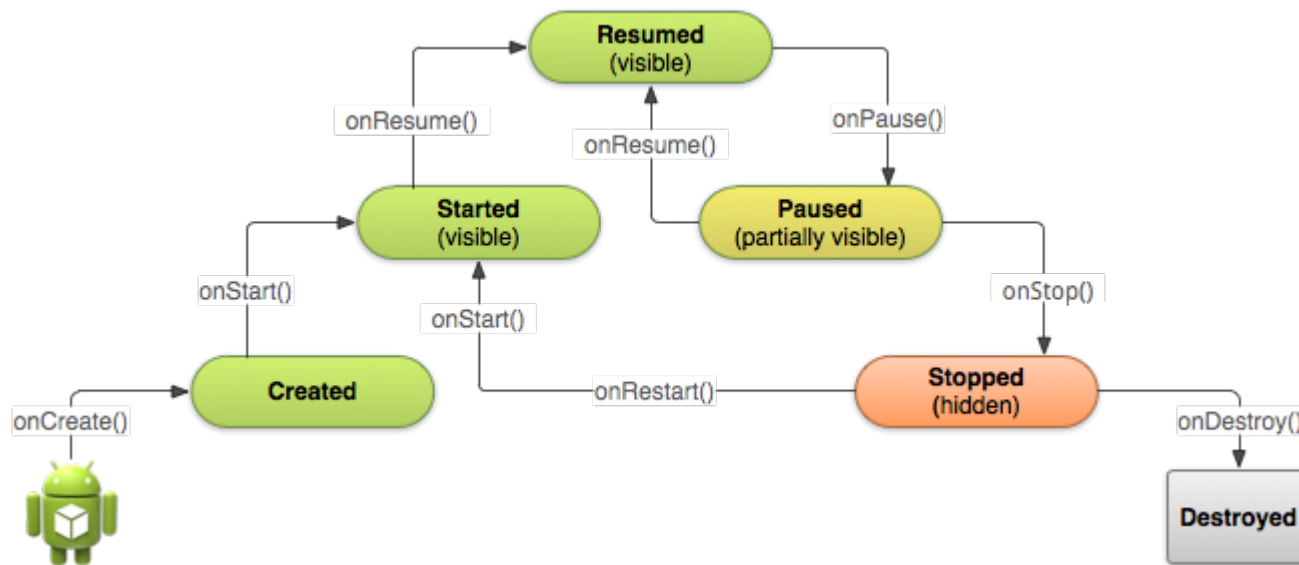 Resumed
(visible)
onResume()
onResume()
onPause()
Started
(visible)
Paused
(partially visible)
onStart()
onStart()
onStop()
Created
onRestart()
Stopped
(hidden)
onCreate()
onDestroy()
Destroyed